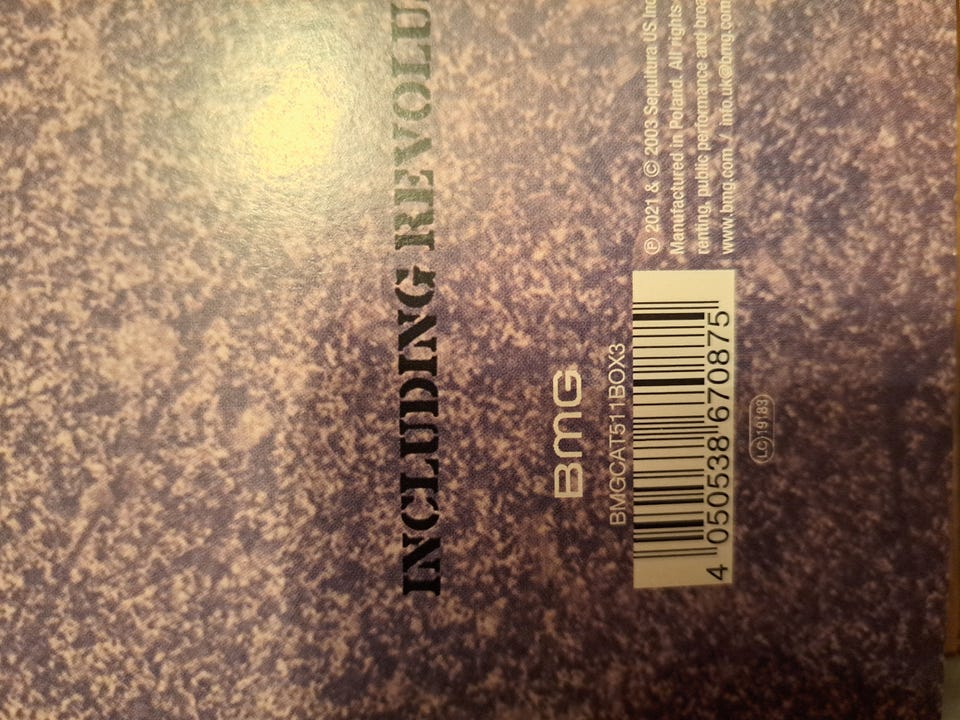 INCLUDING REVOLU
BMG
BMGCAT511BOX3
4 050538 670875
LC 19183
℗ 2021 & © 2003 Sepultura US Inc
Manufactured in Poland. All rights
renting, public performance and broa
www.bmg.com / info.uk@bmg.com